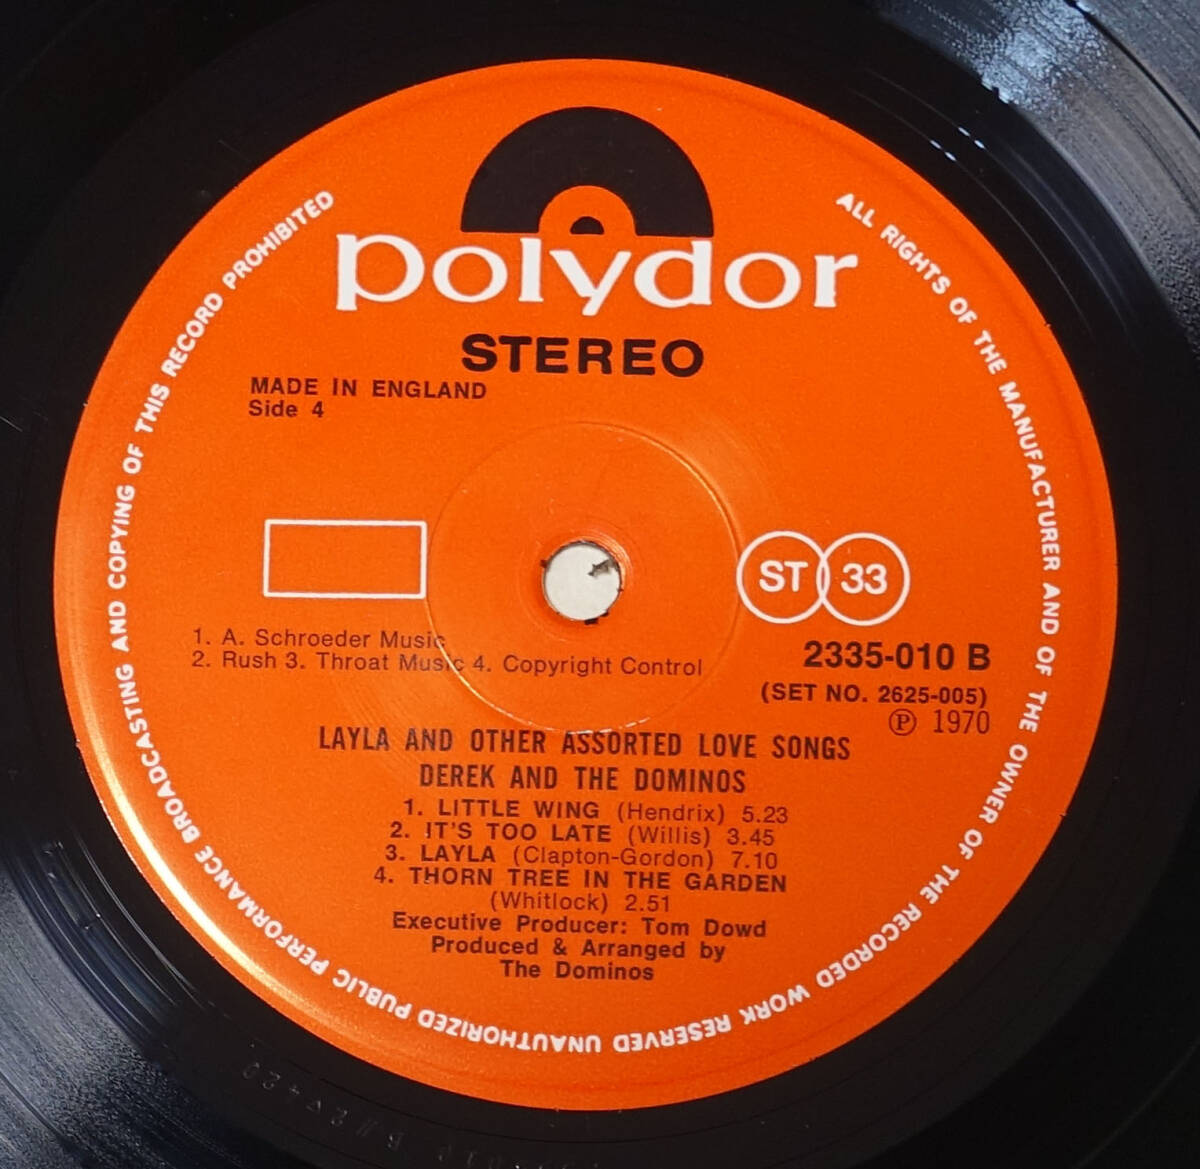 polydor
STEREO
MADE IN ENGLAND
Side 4
ST 33
1. A. Schroeder Music
2. Rush 3. Throat Music 4. Copyright Control
2335-010 B
(SET NO. 2625-005)
℗ 1970
LAYLA AND OTHER ASSORTED LOVE SONGS
DEREK AND THE DOMINOS
1. LITTLE WING (Hendrix) 5.23
2. IT'S TOO LATE (Willis) 3.45
3. LAYLA (Clapton-Gordon) 7.10
4. THORN TREE IN THE GARDEN
(Whitlock) 2.51
Executive Producer: Tom Dowd
Produced & Arranged by
The Dominos
ALL RIGHTS OF THE MANUFACTURER AND OF THE OWNER OF THE RECORDED WORK RESERVED UNAUTHORIZED PUBLIC PERFORMANCE BROADCASTING AND COPYING OF THIS RECORD PROHIBITED